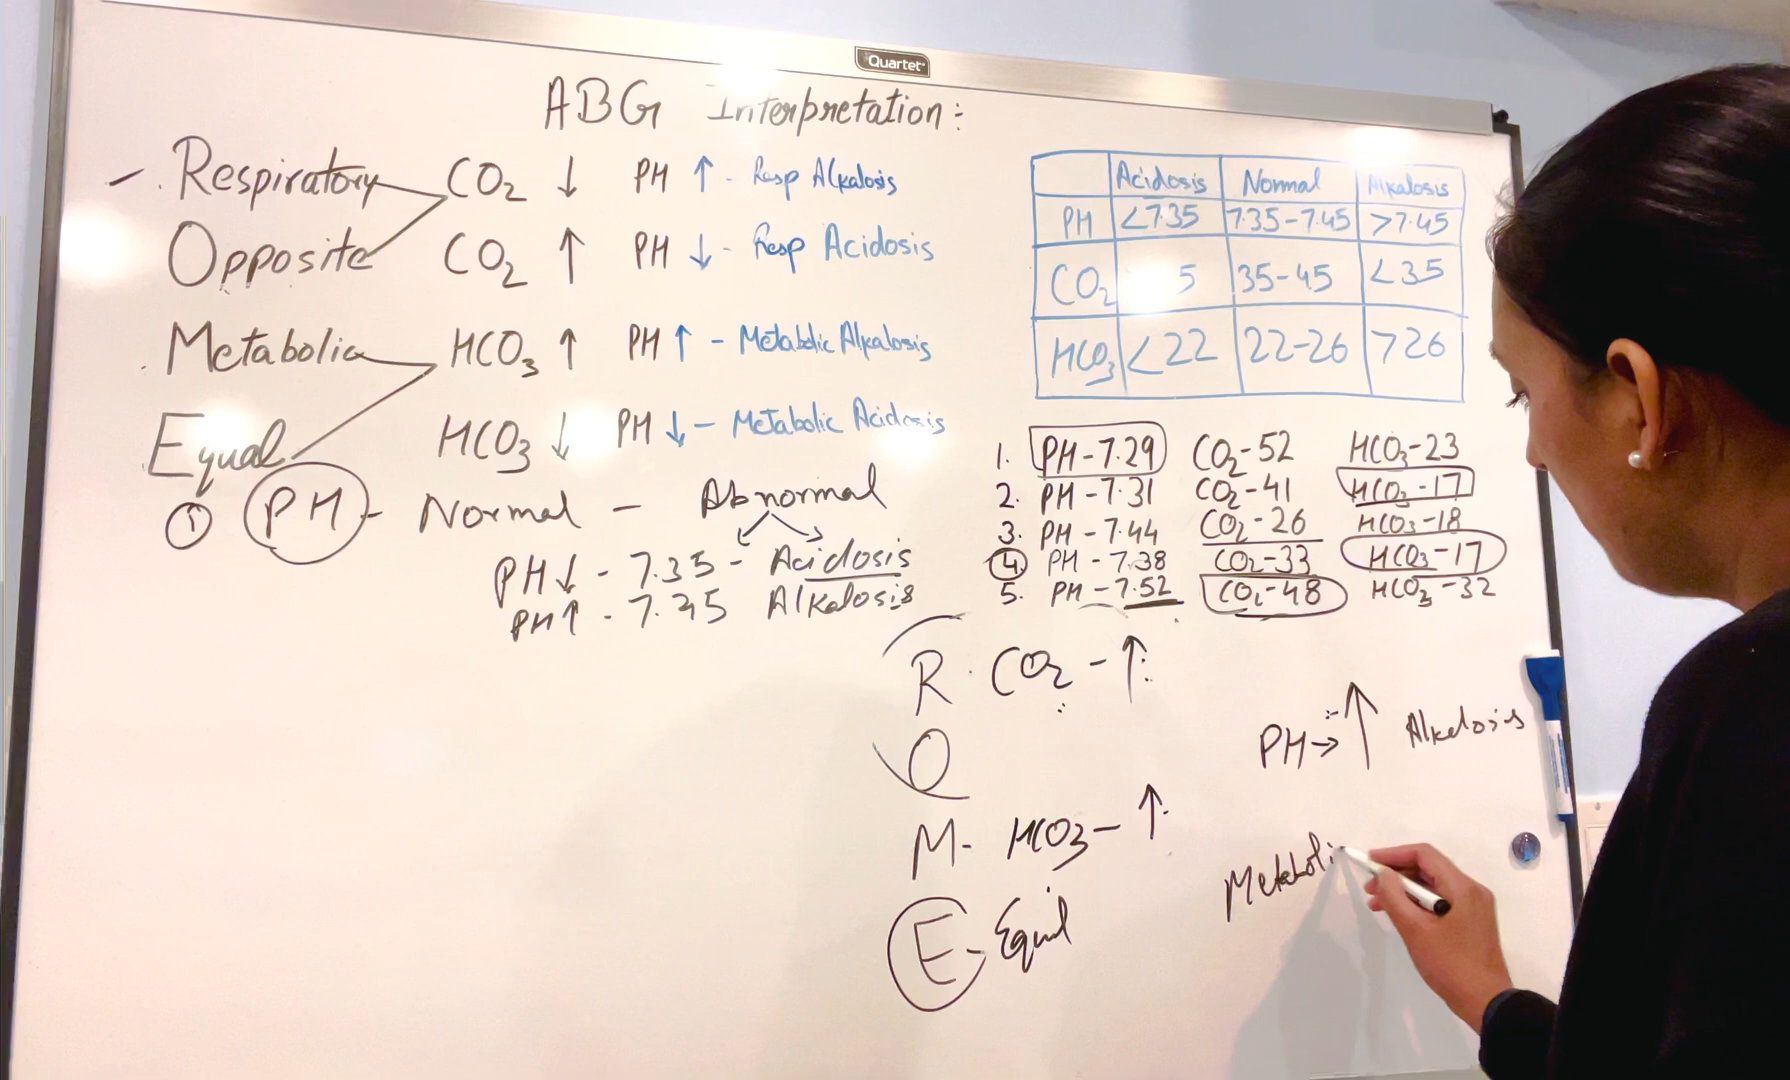 Quartet
ABG Interpretation:
Respiratory CO2 ↓ PH ↑ - Resp Alkalosis
Opposite CO2 ↑ PH ↓ - Resp Acidosis
Metabolic HCO3 ↑ PH ↑ - Metabolic Alkalosis
Equal HCO3 ↓ PH ↓ - Metabolic Acidosis
① PH - Normal - Abnormal
PH↓ - 7.35 - Acidosis
PH↑ - 7.45 Alkalosis
Acidosis Normal Alkalosis
PH <7.35 7.35-7.45 >7.45
CO2 5 35-45 <35
HCO3 <22 22-26 >26
1. PH-7.29 CO2-52 HCO3-23
2. PH-7.31 CO2-41 HCO3-17
3. PH-7.44 CO2-26 HCO3-18
4. PH-7.38 CO2-33 HCO3-17
5. PH-7.52 CO2-48 HCO3-32
R. CO2 - ↑
O
PH → ↑ Alkalosis
M- HCO3 - ↑
Metaboli
E- Equal